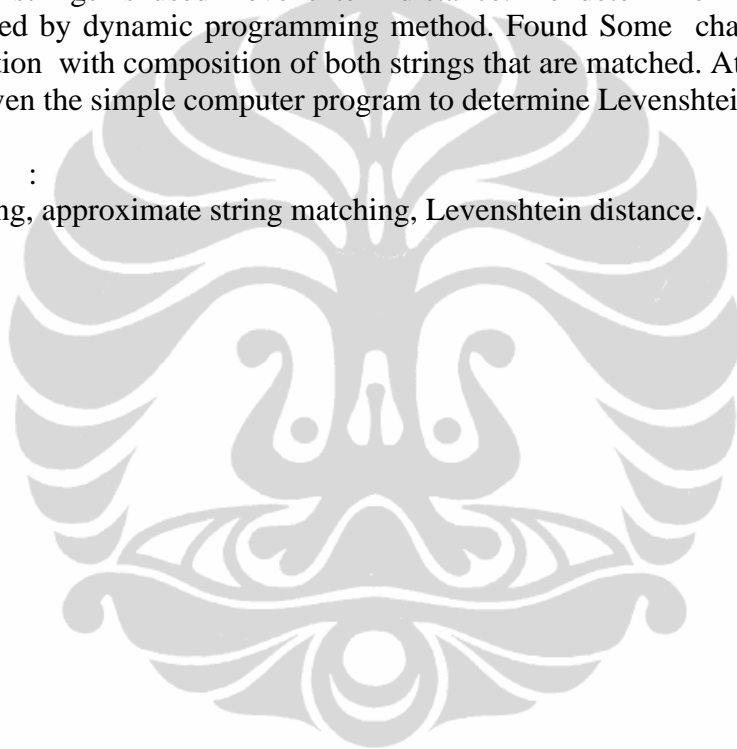 ed by dynamic programming method. Found Some cha
tion with composition of both strings that are matched. At
ven the simple computer program to determine Levenshtei
:
ng, approximate string matching, Levenshtein distance.